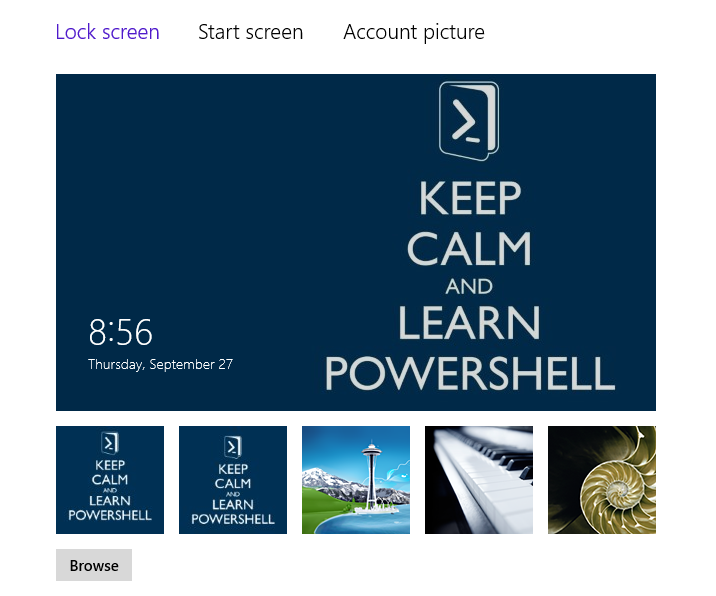 Lock screen Start screen Account picture
KEEP
CALM
AND
LEARN
POWERSHELL
8:56
Thursday, September 27
KEEP
CALM
AND
LEARN
POWERSHELL
KEEP
CALM
AND
LEARN
POWERSHELL
Browse